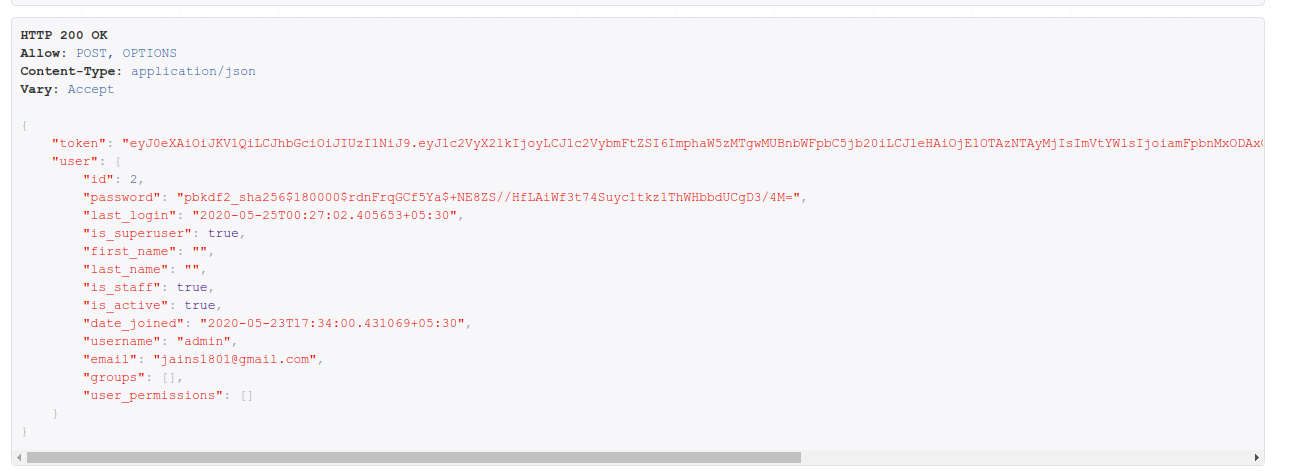 HTTP 200 OK
Allow: POST, OPTIONS
Content-Type: application/json
Vary: Accept
{
"token": "eyJ0eXAiOiJKV1QiLCJhbGciOiJIUzI1NiJ9.eyJ1c2VyX2lkIjoyLCJ1c2VybmFtZSI6ImphaW5zMTgwMUBnbWFpbC5jb20iLCJleHAiOjE1OTAzNTAyMjIsImVtYWlsIjoiamFpbnMxODAx
"user": {
"id": 2,
"password": "pbkdf2_sha256$180000$rdnFrqGCf5Ya$+NE8ZS//HfLAiWf3t74Suyc1tkz1ThWHbbdUCgD3/4M=",
"last_login": "2020-05-25T00:27:02.405653+05:30",
"is_superuser": true,
"first_name": "",
"last_name": "",
"is_staff": true,
"is_active": true,
"date_joined": "2020-05-23T17:34:00.431069+05:30",
"username": "admin",
"email": "jains1801@gmail.com",
"groups": [],
"user_permissions": []
}
}